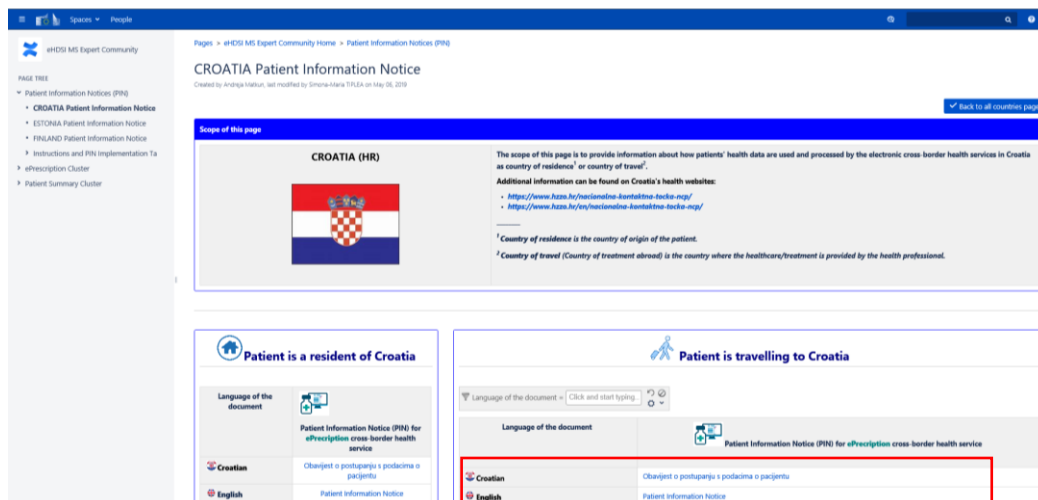 Spaces People
eHDSI MS Expert Community
PAGE TREE
Patient Information Notices (PIN)
CROATIA Patient Information Notice
ESTONIA Patient Information Notice
FINLAND Patient Information Notice
Instructions and PIN Implementation Ta
ePrescription Cluster
Patient Summary Cluster
Pages > eHDSI MS Expert Community Home > Patient Information Notices (PIN)
CROATIA Patient Information Notice
Created by Andreja Matkun, last modified by Simona-Maria TIPLEA on May 06, 2019
Back to all countries page
Scope of this page
CROATIA (HR)
The scope of this page is to provide information about how patients' health data are used and processed by the electronic cross-border health services in Croatia
as country of residence¹ or country of travel².
Additional information can be found on Croatia's health websites:
https://www.hzzo.hr/nacionalna-kontaktna-tocka-ncp/
https://www.hzzo.hr/en/nacionalna-kontaktna-tocka-ncp/
¹ Country of residence is the country of origin of the patient.
² Country of travel (Country of treatment abroad) is the country where the healthcare/treatment is provided by the health professional.
Patient is a resident of Croatia
Language of the
document
Patient Information Notice (PIN) for
ePrecription cross-border health
service
Croatian
Obavijest o postupanju s podacima o
pacijentu
English
Patient Information Notice
Patient is travelling to Croatia
Language of the document = Click and start typing...
Language of the document
Patient Information Notice (PIN) for ePrecription cross-border health service
Croatian
Obavijest o postupanju s podacima o pacijentu
English
Patient Information Notice